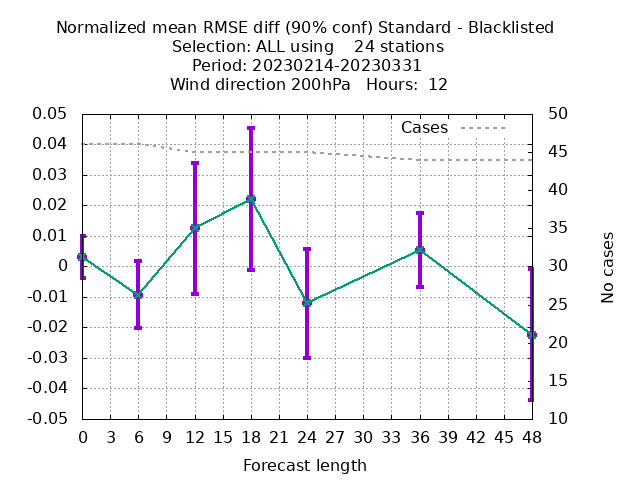 Normalized mean RMSE diff (90% conf) Standard - Blacklisted
Selection: ALL using    24 stations
Period: 20230214-20230331
Wind direction 200hPa   Hours:  12
Cases
0.05
0.04
0.03
0.02
0.01
0
-0.01
-0.02
-0.03
-0.04
-0.05
50
45
40
35
30
25
20
15
10
No cases
0 3 6 9 12 15 18 21 24 27 30 33 36 39 42 45 48
Forecast length